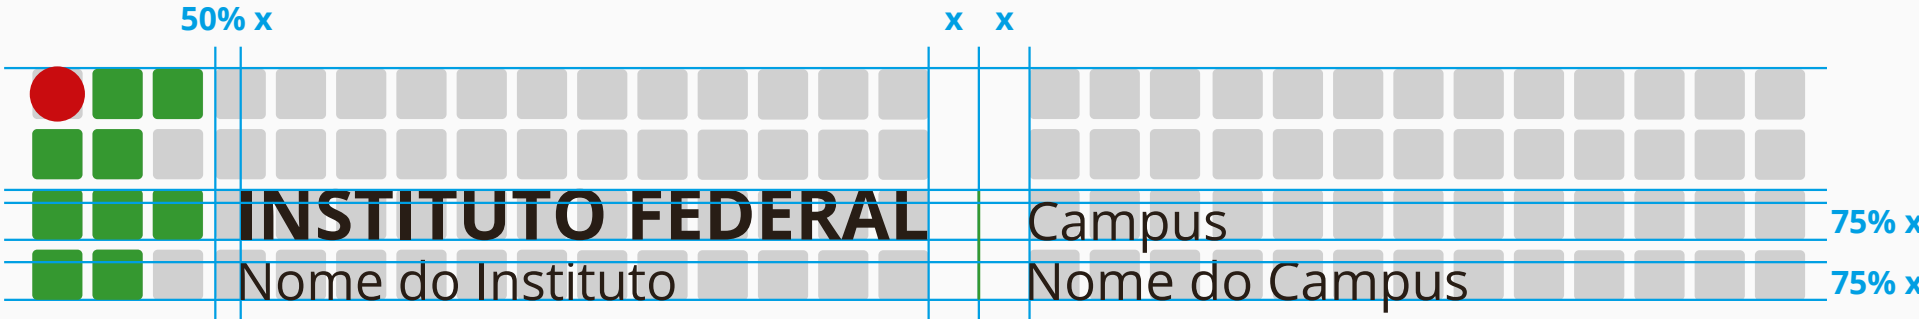 50% x x x
INSTITUTO FEDERAL Campus 75% x
Nome do Instituto Nome do Campus 75% x